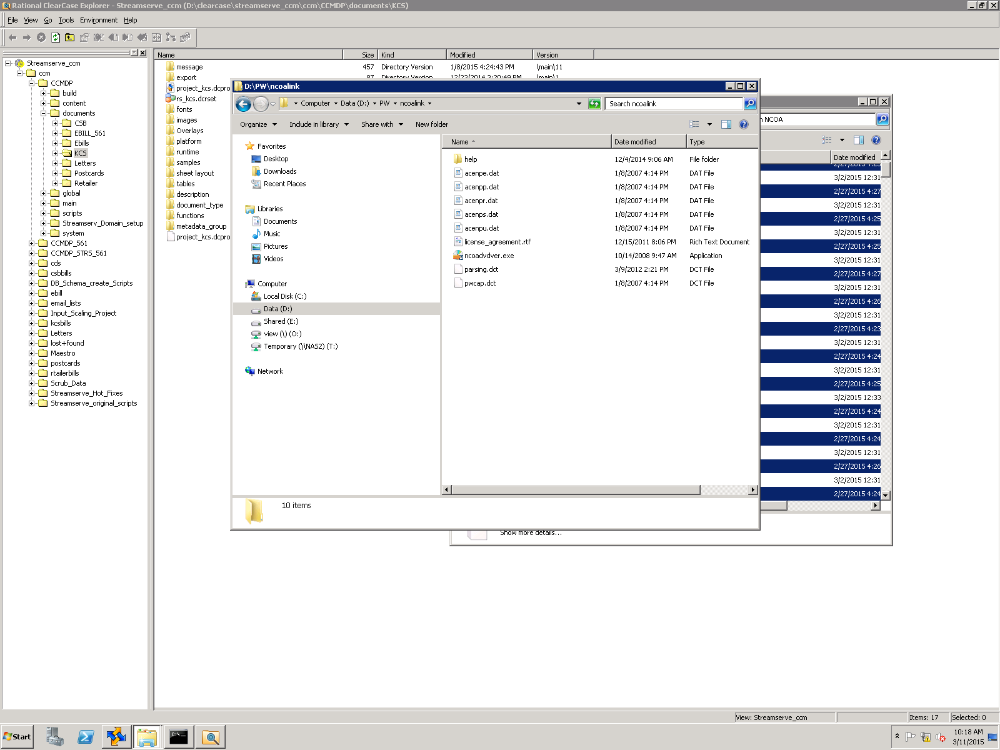 Rational ClearCase Explorer - Streamserve_ccm (D:\clearcase\streamserve_ccm\ccm\CCMDP\documents\KCS)
File View Go Tools Environment Help
Streamserve_ccm
ccm
CCMDP
build
content
documents
CSB
EBILL_561
Ebills
KCS
Letters
Postcards
Retailer
global
main
scripts
Streamserv_Domain_setup
system
CCMDP_561
CCMDP_STRS_561
cds
csbbills
DB_Schema_create_Scripts
ebill
email_lists
Input_Scaling_Project
kcsbills
Letters
lost+found
Maestro
postcards
rtailerbills
Scrub_Data
Streamserve_Hot_Fixes
Streamserve_original_scripts
Name Size Kind Modified Version
message 457 Directory Version 1/8/2015 4:24:43 PM \main\11
export 87 Directory Version 12/23/2014 3:20:49 PM \main\1
project_kcs.dcpro
rs_kcs.dcrset
fonts
images
Overlays
platform
runtime
samples
sheet layout
tables
description
document_type
functions
metadata_group
project_kcs.dcpro
D:\PW\ncoalink
Computer Data (D:) PW ncoalink
Search ncoalink
Organize Include in library Share with New folder
Favorites
Desktop
Downloads
Recent Places
Libraries
Documents
Music
Pictures
Videos
Computer
Local Disk (C:)
Data (D:)
Shared (E:)
view (\) (O:)
Temporary (\\NAS2) (T:)
Network
Name Date modified Type
help 12/4/2014 9:06 AM File folder
acenpe.dat 1/8/2007 4:14 PM DAT File
acenpp.dat 1/8/2007 4:14 PM DAT File
acenpr.dat 1/8/2007 4:14 PM DAT File
acenps.dat 1/8/2007 4:14 PM DAT File
acenpu.dat 1/8/2007 4:14 PM DAT File
license_agreement.rtf 12/15/2011 8:06 PM Rich Text Document
ncoadvdver.exe 10/14/2008 9:47 AM Application
parsing.dct 3/9/2012 2:21 PM DCT File
pwcap.dct 1/8/2007 4:14 PM DCT File
10 items
NCOA
Date modified
3/2/2015 12:31
2/27/2015 4:27
3/2/2015 12:31
2/27/2015 4:25
3/2/2015 12:31
2/27/2015 4:25
3/2/2015 12:31
2/27/2015 4:27
3/2/2015 12:31
2/27/2015 4:26
3/2/2015 12:31
2/27/2015 4:23
3/2/2015 12:31
2/27/2015 4:24
3/2/2015 12:31
2/27/2015 4:25
3/2/2015 12:33
2/27/2015 4:24
3/2/2015 12:31
2/27/2015 4:24
3/2/2015 12:31
2/27/2015 4:26
3/2/2015 12:31
2/27/2015 4:24
Show more details...
View: Streamserve_ccm Items: 17 Selected: 0
Start
C:\
10:18 AM
3/11/2015